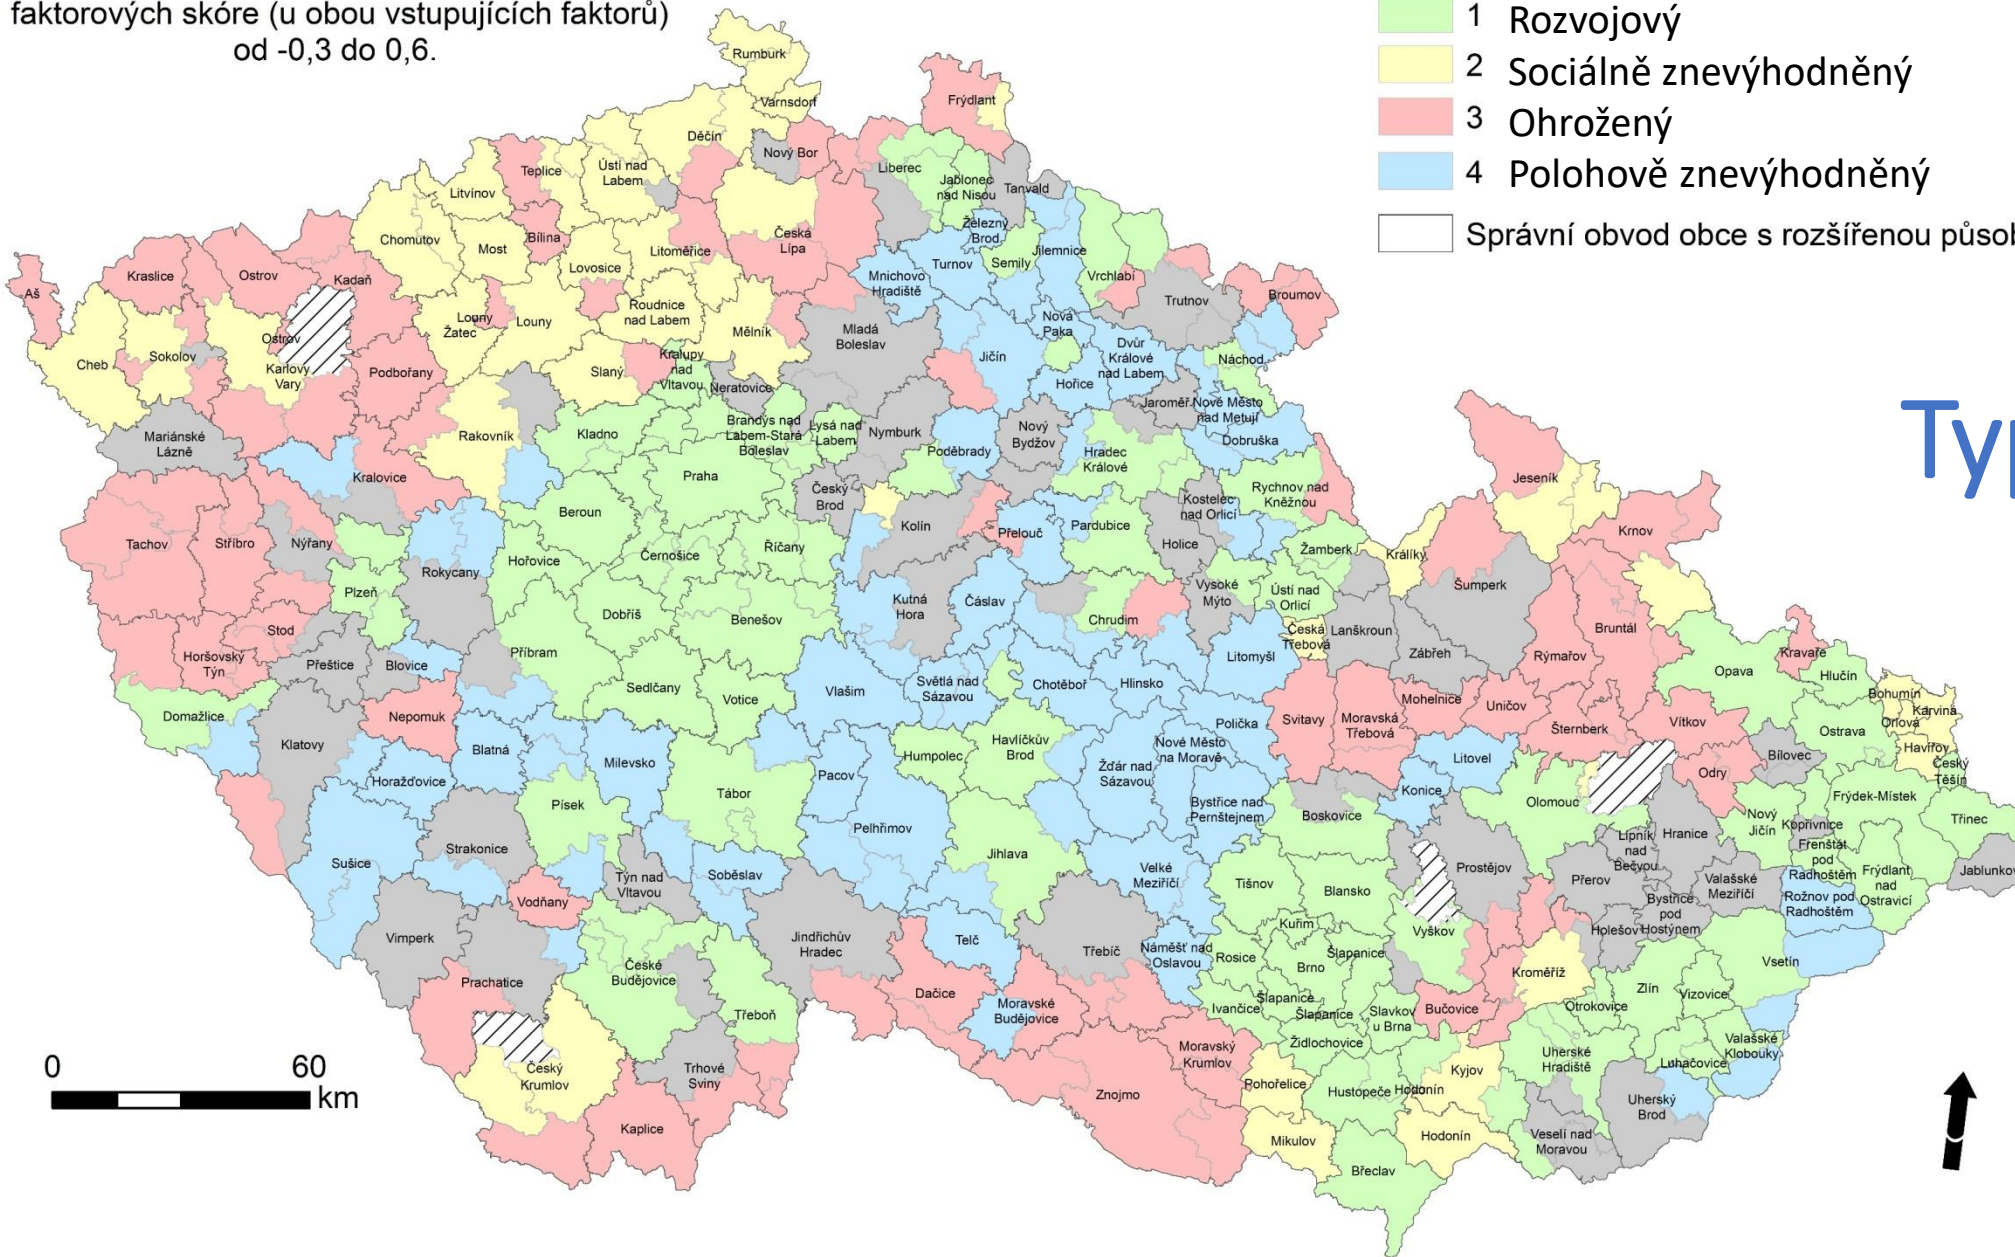 faktorových skóre (u obou vstupujících faktorů)
od -0,3 do 0,6.
1 Rozvojový
2 Sociálně znevýhodněný
3 Ohrožený
4 Polohově znevýhodněný
Správní obvod obce s rozšířenou působ
Typ
Rumburk
Varnsdorf
Frýdlant
Děčín
Nový Bor
Teplice
Ústí nad
Labem
Liberec
Jablonec
nad Nisou
Tanvald
Litvínov
Železný
Brod
Chomutov
Most
Bílina
Litoměřice
Česká
Lípa
Jilemnice
Semily
Turnov
Lovosice
Mnichovo
Hradiště
Vrchlabí
Kraslice
Ostrov
Kadaň
Aš
Trutnov
Broumov
Roudnice
nad Labem
Louny
Žatec
Louny
Mělník
Mladá
Boleslav
Nová
Paka
Ostrov
Cheb
Sokolov
Karlovy
Vary
Podbořany
Slaný
Kralupy
nad
Vltavou
Neratovice
Jičín
Dvůr
Králové
nad Labem
Hořice
Náchod
Jaroměř
Nové Město
nad Metují
Mariánské
Lázně
Rakovník
Kladno
Brandýs nad
Labem-Stará
Boleslav
Lysá nad
Labem
Nymburk
Poděbrady
Nový
Bydžov
Hradec
Králové
Dobruška
Kralovice
Praha
Český
Brod
Rychnov nad
Kněžnou
Kostelec
nad Orlicí
Jeseník
Beroun
Kolín
Přelouč
Pardubice
Krnov
Tachov
Stříbro
Nýřany
Hořovice
Černošice
Říčany
Holice
Žamberk
Králíky
Rokycany
Plzeň
Šumperk
Dobříš
Benešov
Kutná
Hora
Čáslav
Chrudim
Vysoké
Mýto
Ústí nad
Orlicí
Stod
Česká
Třebová
Lanškroun
Bruntál
Horšovský
Týn
Přeštice
Blovice
Příbram
Litomyšl
Zábřeh
Rýmařov
Kravaře
Opava
Hlučín
Sedlčany
Votice
Vlašim
Světlá nad
Sázavou
Chotěboř
Hlinsko
Domažlice
Nepomuk
Mohelnice
Uničov
Bohumín
Karviná
Orlová
Svitavy
Moravská
Třebová
Šternberk
Vítkov
Ostrava
Klatovy
Blatná
Polička
Havířov
Český
Těšín
Havlíčkův
Brod
Humpolec
Nové Město
na Moravě
Litovel
Bílovec
Odry
Milevsko
Horažďovice
Pacov
Žďár nad
Sázavou
Konice
Tábor
Písek
Bystřice nad
Pernštejnem
Boskovice
Olomouc
Frýdek-Místek
Pelhřimov
Nový
Jičín
Kopřivnice
Třinec
Strakonice
Jihlava
Lipník
nad
Bečvou
Hranice
Frenštát
pod
Radhoštěm
Sušice
Týn nad
Vltavou
Soběslav
Velké
Meziříčí
Tišnov
Blansko
Prostějov
Přerov
Valašské
Meziříčí
Frýdlant
nad
Ostravicí
Jablunkov
Vodňany
Bystřice
pod
Hostýnem
Rožnov pod
Radhoštěm
Vimperk
Jindřichův
Hradec
Telč
Třebíč
Náměšť nad
Oslavou
Kuřim
Vyškov
Holešov
Rosice
Brno
Šlapanice
Vsetín
České
Budějovice
Prachatice
Dačice
Kroměříž
Zlín
Vizovice
Moravské
Budějovice
Ivančice
Šlapanice
Šlapanice
Slavkov
u Brna
Bučovice
Otrokovice
Třeboň
Židlochovice
Moravský
Krumlov
Uherské
Hradiště
Luhačovice
Valašské
Klobouky
Český
Krumlov
Trhové
Sviny
Znojmo
Pohořelice
Hustopeče
Hodonín
Kyjov
Uherský
Brod
Kaplice
Mikulov
Hodonín
Veselí nad
Moravou
Břeclav
0 60
km